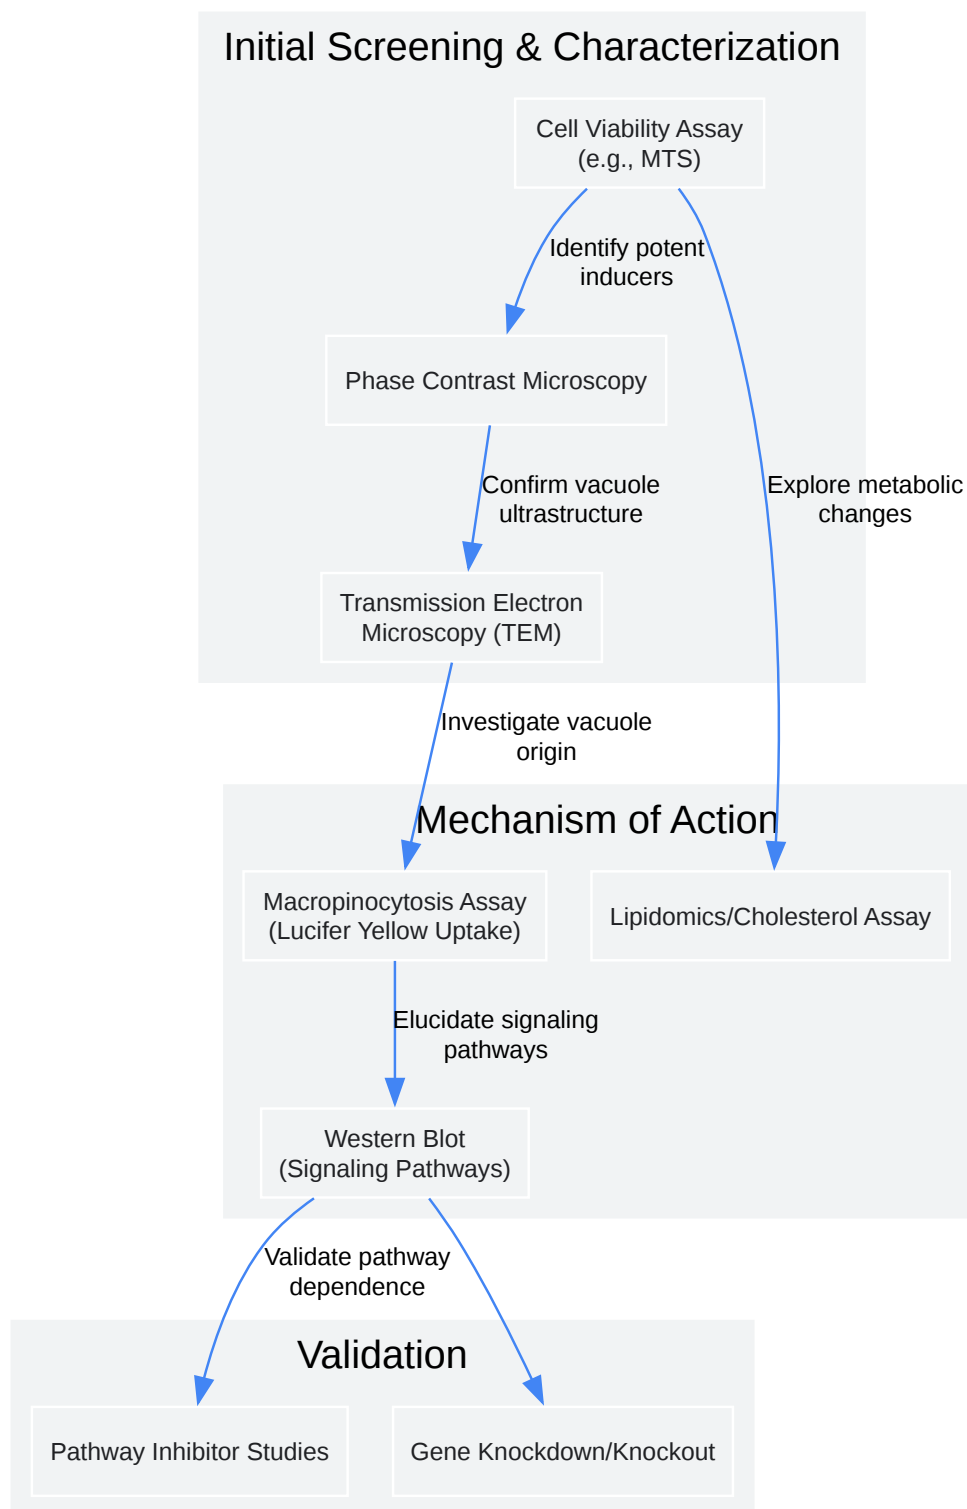 Initial Screening & Characterization
Cell Viability Assay
(e.g., MTS)
Identify potent
inducers
Phase Contrast Microscopy
Confirm vacuole
ultrastructure
Explore metabolic
changes
Transmission Electron
Microscopy (TEM)
Investigate vacuole
origin
Mechanism of Action
Macropinocytosis Assay
(Lucifer Yellow Uptake)
Lipidomics/Cholesterol Assay
Elucidate signaling
pathways
Western Blot
(Signaling Pathways)
Validate pathway
dependence
Validation
Pathway Inhibitor Studies
Gene Knockdown/Knockout